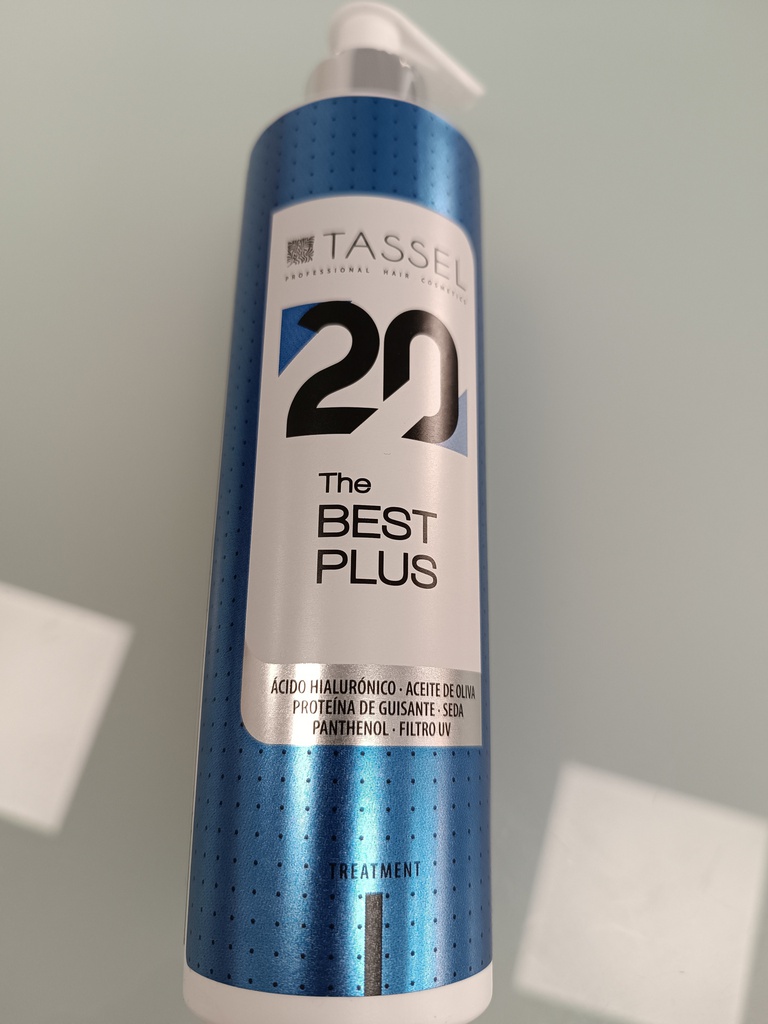 TASSEL
PROFESSIONAL HAIR COSMETICS
20
The
BEST
PLUS
ÁCIDO HIALURÓNICO · ACEITE DE OLIVA
PROTEÍNA DE GUISANTE · SEDA
PANTHENOL · FILTRO UV
TREATMENT